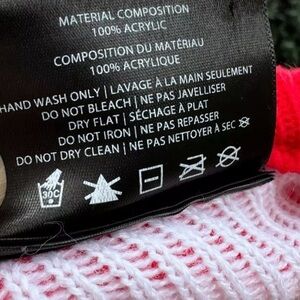 MATERIAL COMPOSITION
100% ACRYLIC
COMPOSITION DU MATÉRIAU
100% ACRYLIQUE
HAND WASH ONLY | LAVAGE À LA MAIN SEULEMENT
DO NOT BLEACH | NE PAS JAVELLISER
DRY FLAT | SÉCHAGE À PLAT
DO NOT IRON | NE PAS REPASSER
DO NOT DRY CLEAN | NE PAS NETTOYER À SEC
30C